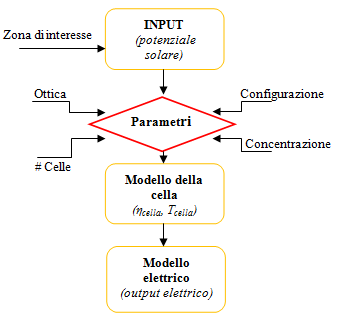 INPUT
(potenziale
solare)
Zona di interesse
Ottica
Configurazione
Parametri
# Celle
Concentrazione
Modello della
cella
(ηcella, Tcella)
Modello
elettrico
(output elettrico)